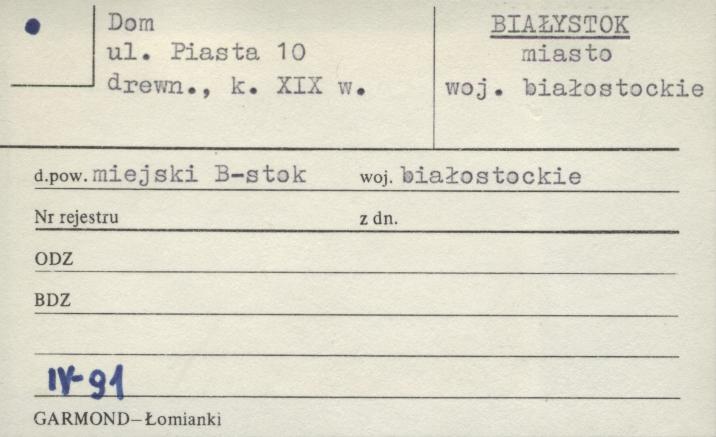 Dom
ul. Piasta 10
drewn., k. XIX w.
BIAŁYSTOK
miasto
woj. białostockie
d.pow. miejski B-stok woj. białostockie
Nr rejestru z dn.
ODZ
BDZ
IV-91
GARMOND–Łomianki